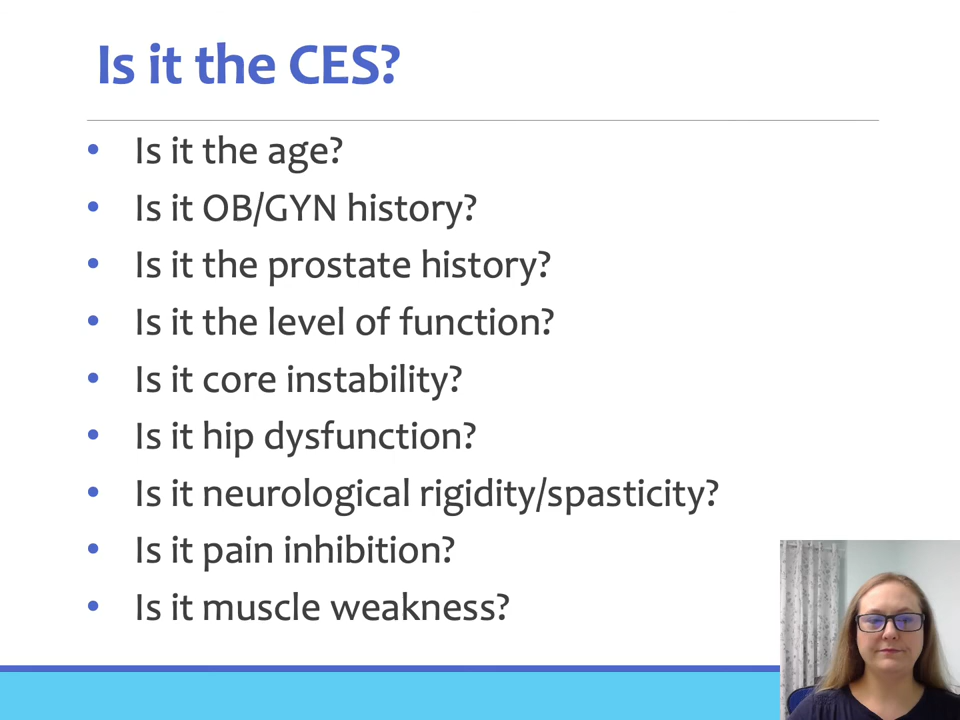 Is it the CES?
• Is it the age?
• Is it OB/GYN history?
• Is it the prostate history?
• Is it the level of function?
• Is it core instability?
• Is it hip dysfunction?
• Is it neurological rigidity/spasticity?
• Is it pain inhibition?
• Is it muscle weakness?